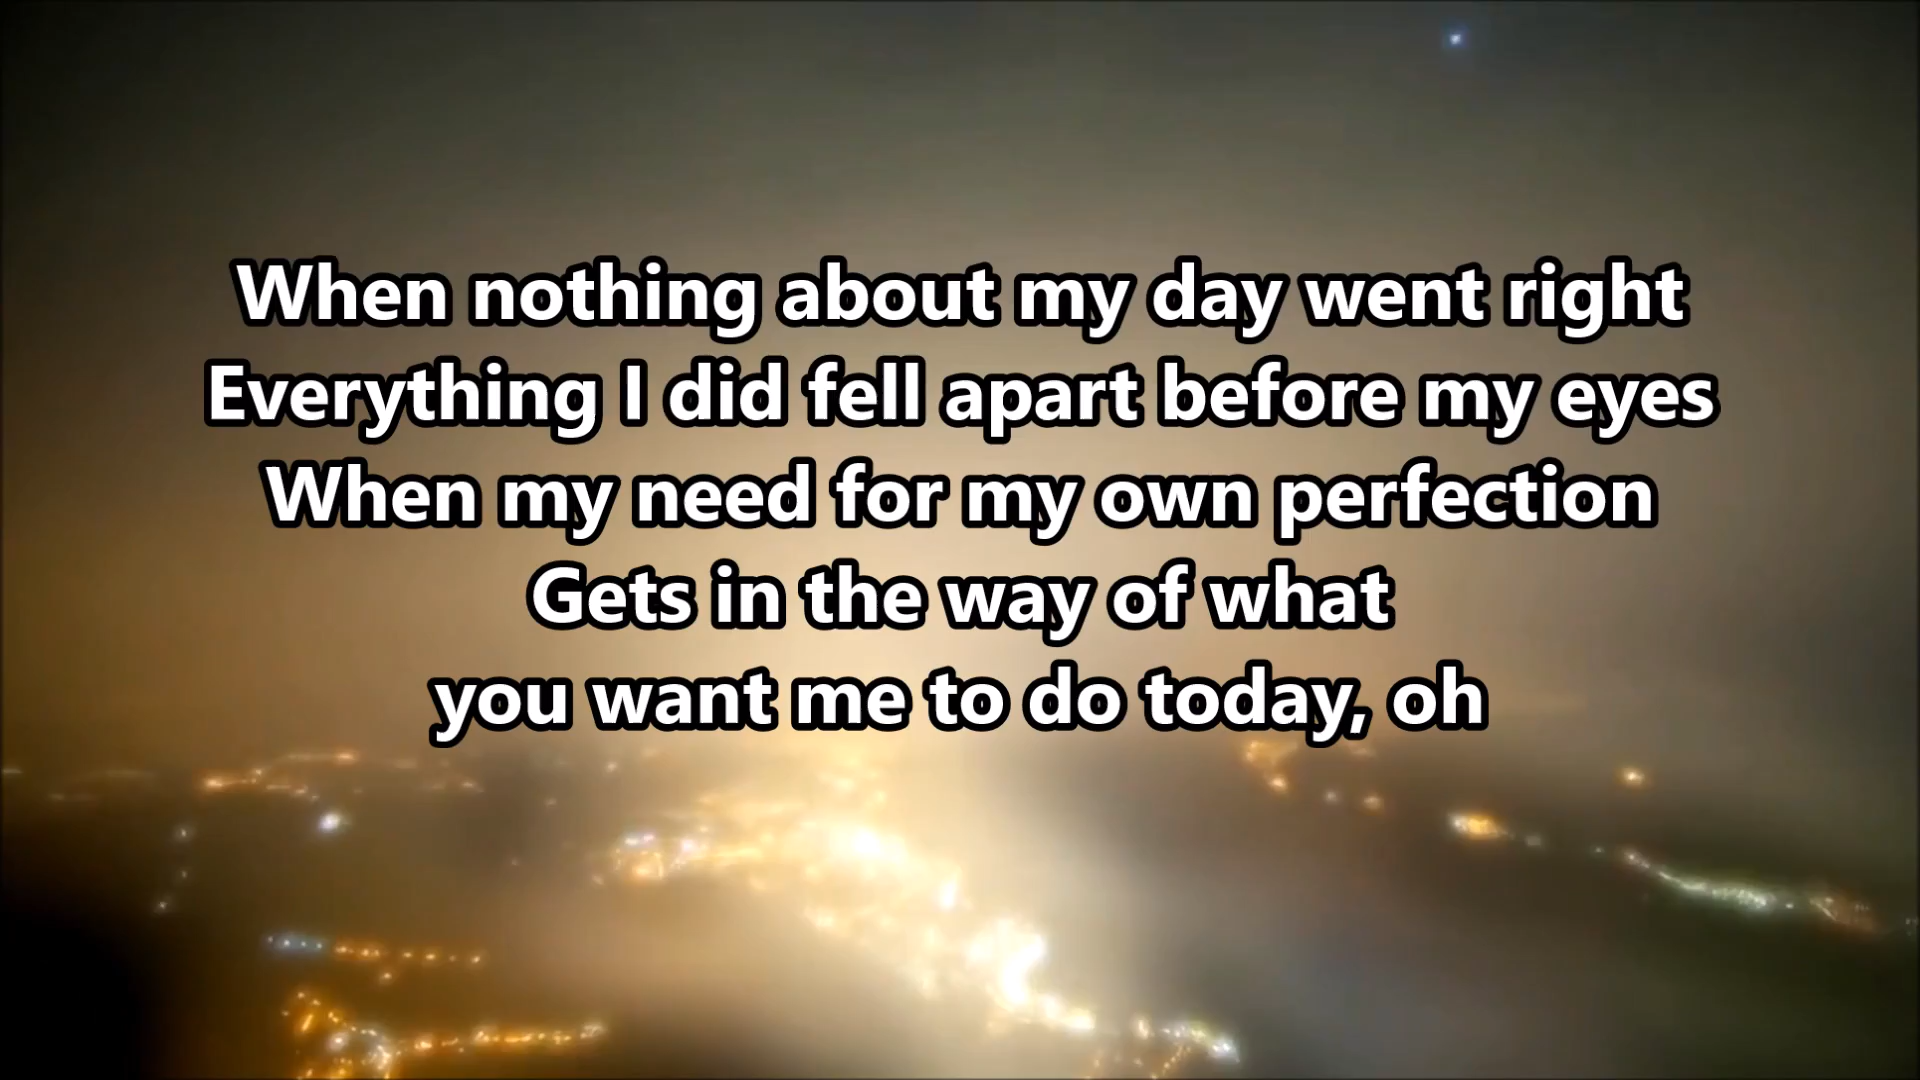 When nothing about my day went right
Everything I did fell apart before my eyes
When my need for my own perfection
Gets in the way of what
you want me to do today, oh